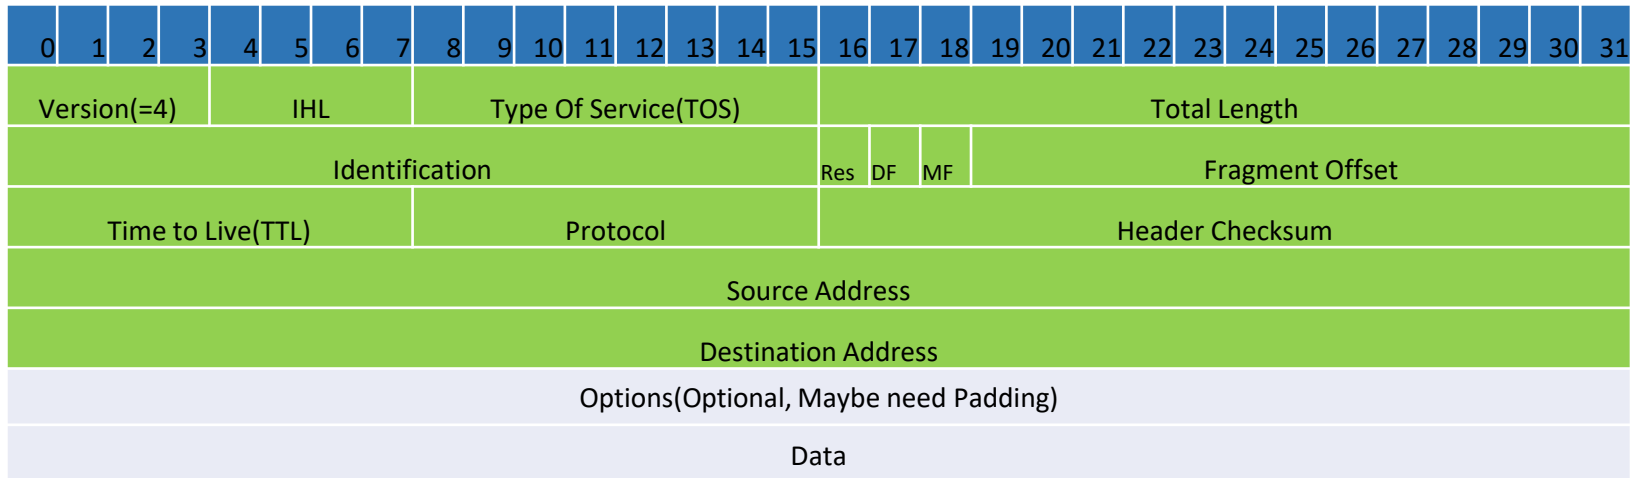 0 1 2 3 4 5 6 7 8 9 10 11 12 13 14 15 16 17 18 19 20 21 22 23 24 25 26 27 28 29 30 31
Version(=4) IHL Type Of Service(TOS) Total Length
Identification Res DF MF Fragment Offset
Time to Live(TTL) Protocol Header Checksum
Source Address
Destination Address
Options(Optional, Maybe need Padding)
Data